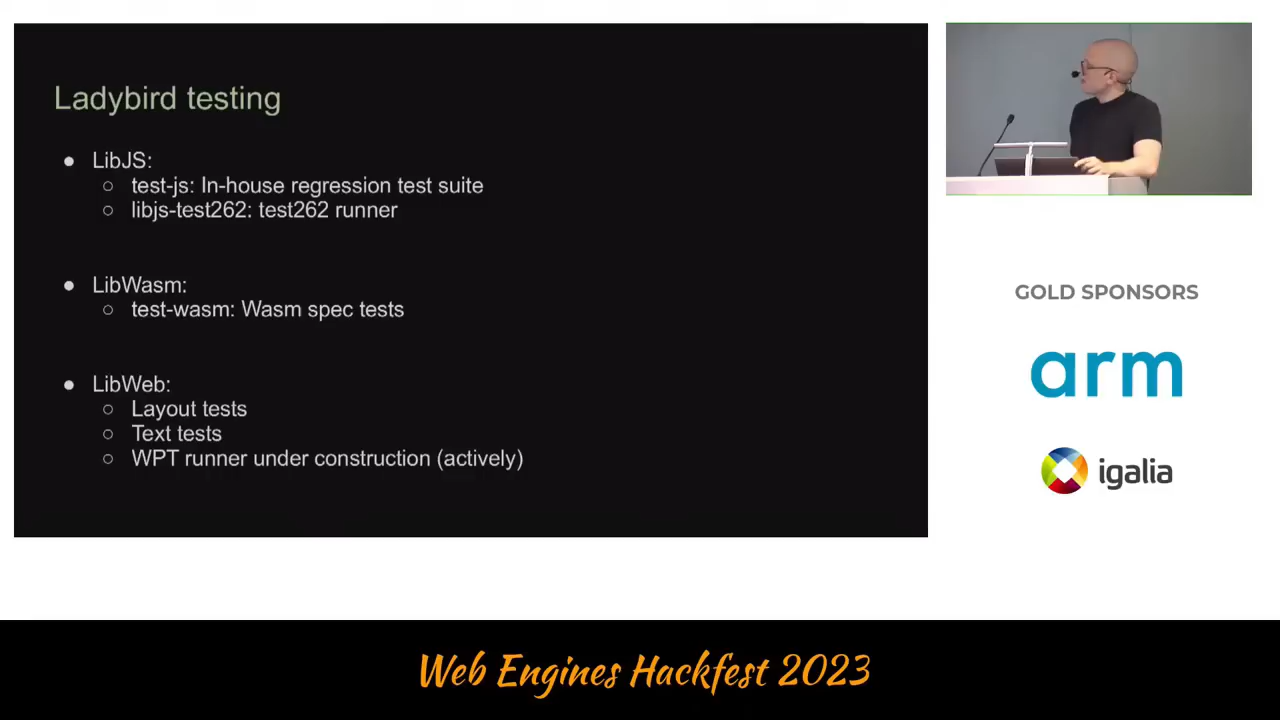 Ladybird testing
LibJS:
test-js: In-house regression test suite
libjs-test262: test262 runner
LibWasm:
test-wasm: Wasm spec tests
LibWeb:
Layout tests
Text tests
WPT runner under construction (actively)
GOLD SPONSORS
arm
igalia
Web Engines Hackfest 2023